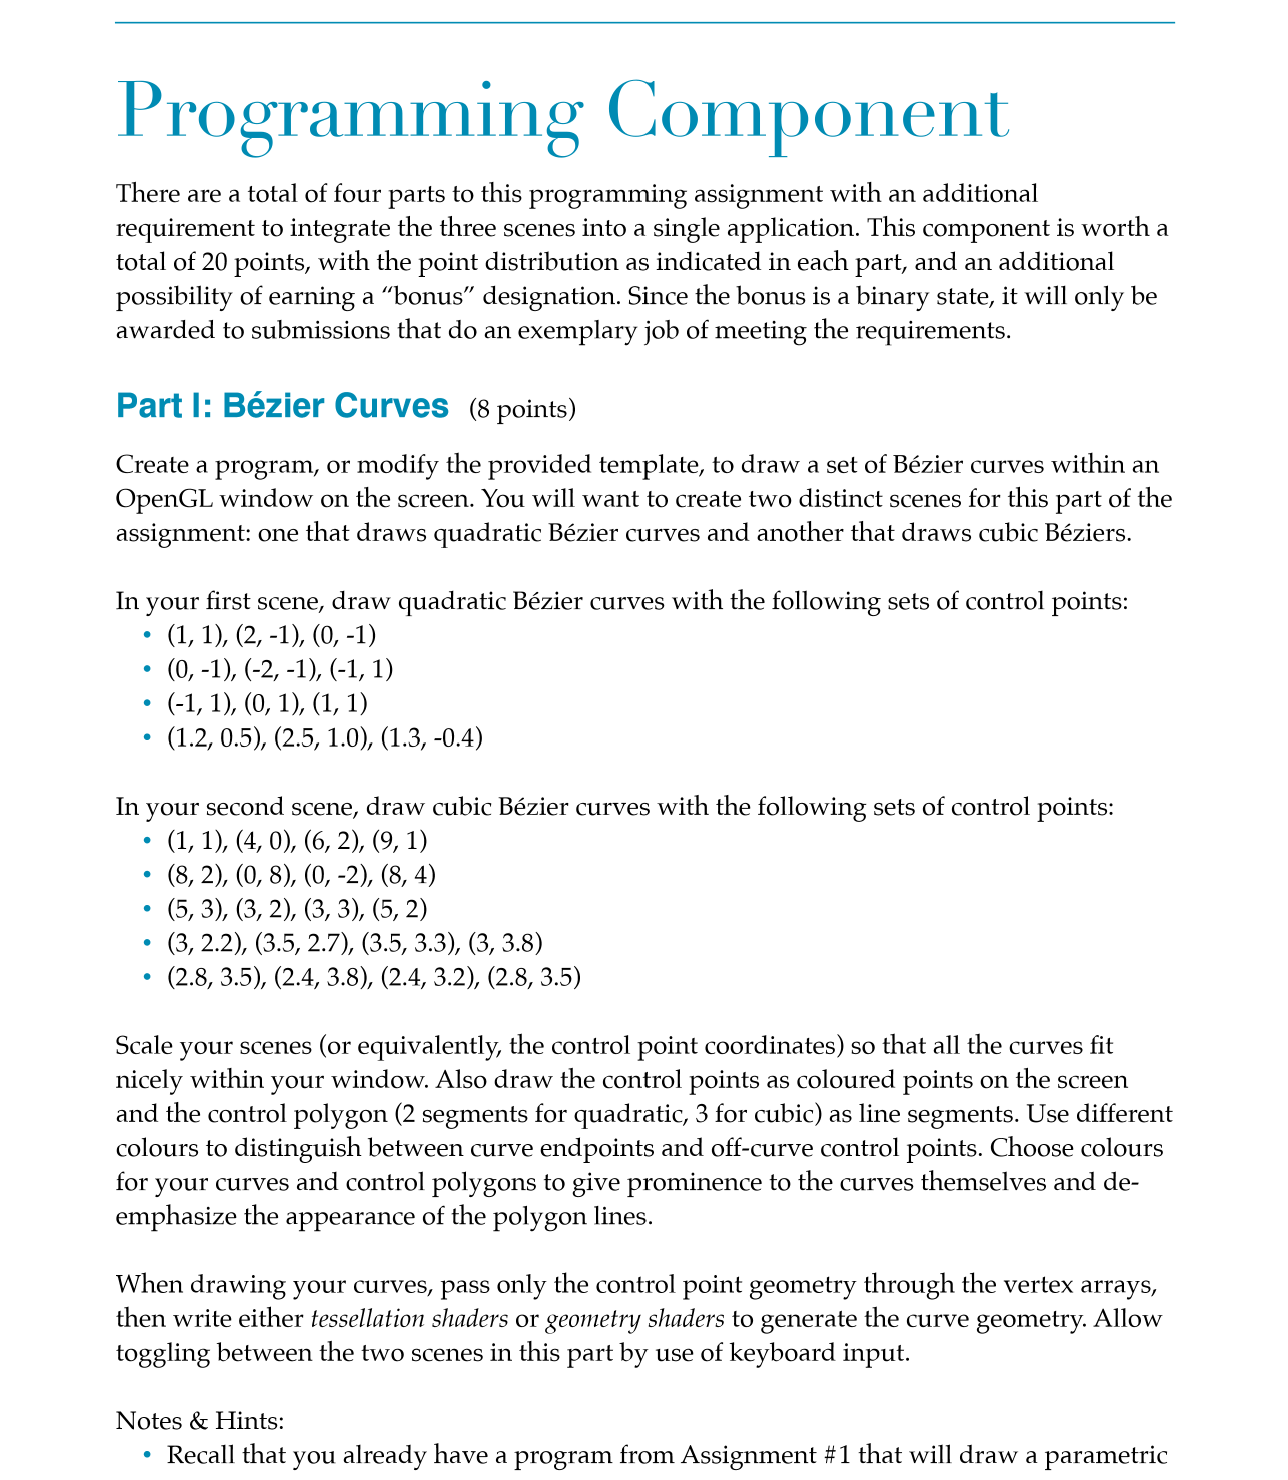 Programming Component
There are a total of four parts to this programming assignment with an additional
requirement to integrate the three scenes into a single application. This component is worth a
total of 20 points, with the point distribution as indicated in each part, and an additional
possibility of earning a “bonus” designation. Since the bonus is a binary state, it will only be
awarded to submissions that do an exemplary job of meeting the requirements.
Part I: Bézier Curves (8 points)
Create a program, or modify the provided template, to draw a set of Bézier curves within an
OpenGL window on the screen. You will want to create two distinct scenes for this part of the
assignment: one that draws quadratic Bézier curves and another that draws cubic Béziers.
In your first scene, draw quadratic Bézier curves with the following sets of control points:
• (1, 1), (2, -1), (0, -1)
• (0, -1), (-2, -1), (-1, 1)
• (-1, 1), (0, 1), (1, 1)
• (1.2, 0.5), (2.5, 1.0), (1.3, -0.4)
In your second scene, draw cubic Bézier curves with the following sets of control points:
• (1, 1), (4, 0), (6, 2), (9, 1)
• (8, 2), (0, 8), (0, -2), (8, 4)
• (5, 3), (3, 2), (3, 3), (5, 2)
• (3, 2.2), (3.5, 2.7), (3.5, 3.3), (3, 3.8)
• (2.8, 3.5), (2.4, 3.8), (2.4, 3.2), (2.8, 3.5)
Scale your scenes (or equivalently, the control point coordinates) so that all the curves fit
nicely within your window. Also draw the control points as coloured points on the screen
and the control polygon (2 segments for quadratic, 3 for cubic) as line segments. Use different
colours to distinguish between curve endpoints and off-curve control points. Choose colours
for your curves and control polygons to give prominence to the curves themselves and de-
emphasize the appearance of the polygon lines.
When drawing your curves, pass only the control point geometry through the vertex arrays,
then write either tessellation shaders or geometry shaders to generate the curve geometry. Allow
toggling between the two scenes in this part by use of keyboard input.
Notes & Hints:
• Recall that you already have a program from Assignment #1 that will draw a parametric